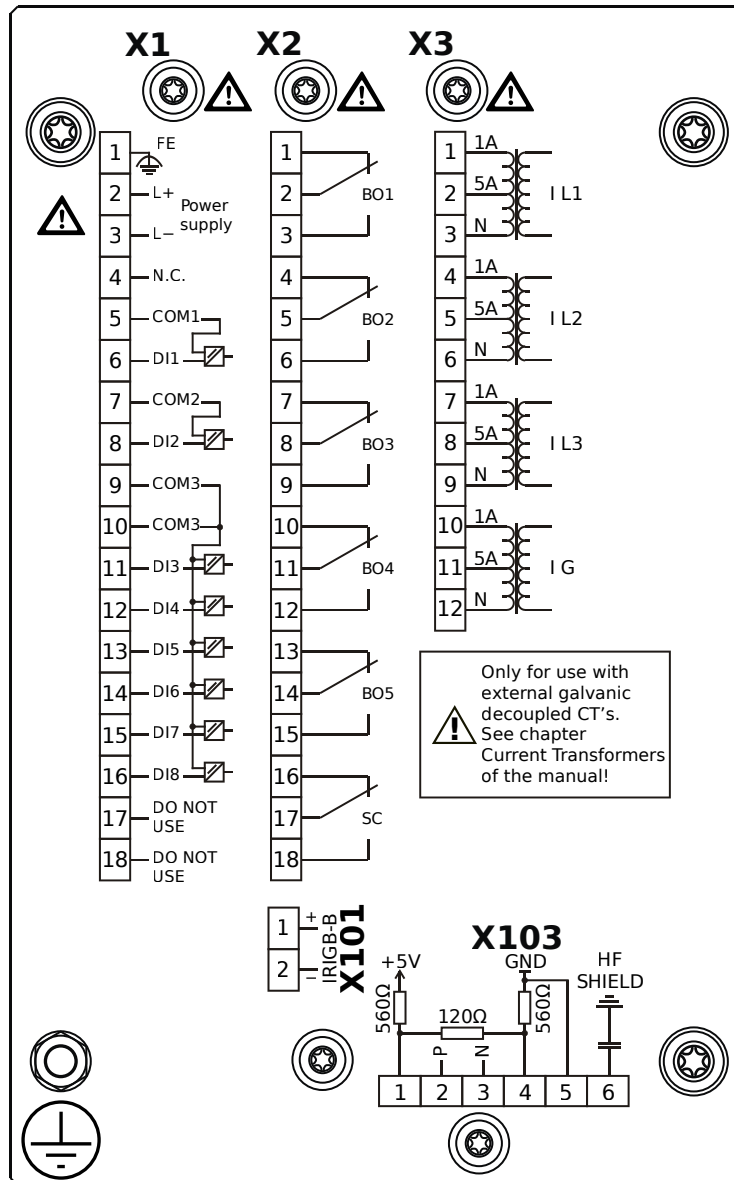 X1 X2 X3
1 FE
2 L+
Power
supply
3 L−
4 N.C.
5 COM1
6 DI1
7 COM2
8 DI2
9 COM3
10 COM3
11 DI3
12 DI4
13 DI5
14 DI6
15 DI7
16 DI8
17 DO NOT
USE
18 DO NOT
USE
1
2 BO1
3
4
5 BO2
6
7
8 BO3
9
10
11 BO4
12
13
14 BO5
15
16
17 SC
18
1 1A
2 5A I L1
3 N
4 1A
5 5A I L2
6 N
7 1A
8 5A I L3
9 N
10 1A
11 5A I G
12 N
Only for use with
external galvanic
decoupled CT's.
See chapter
Current Transformers
of the manual!
1 +
2 −
IRIGB-B
X101
X103
+5V GND HF
SHIELD
560Ω 120Ω 560Ω
P N
1 2 3 4 5 6